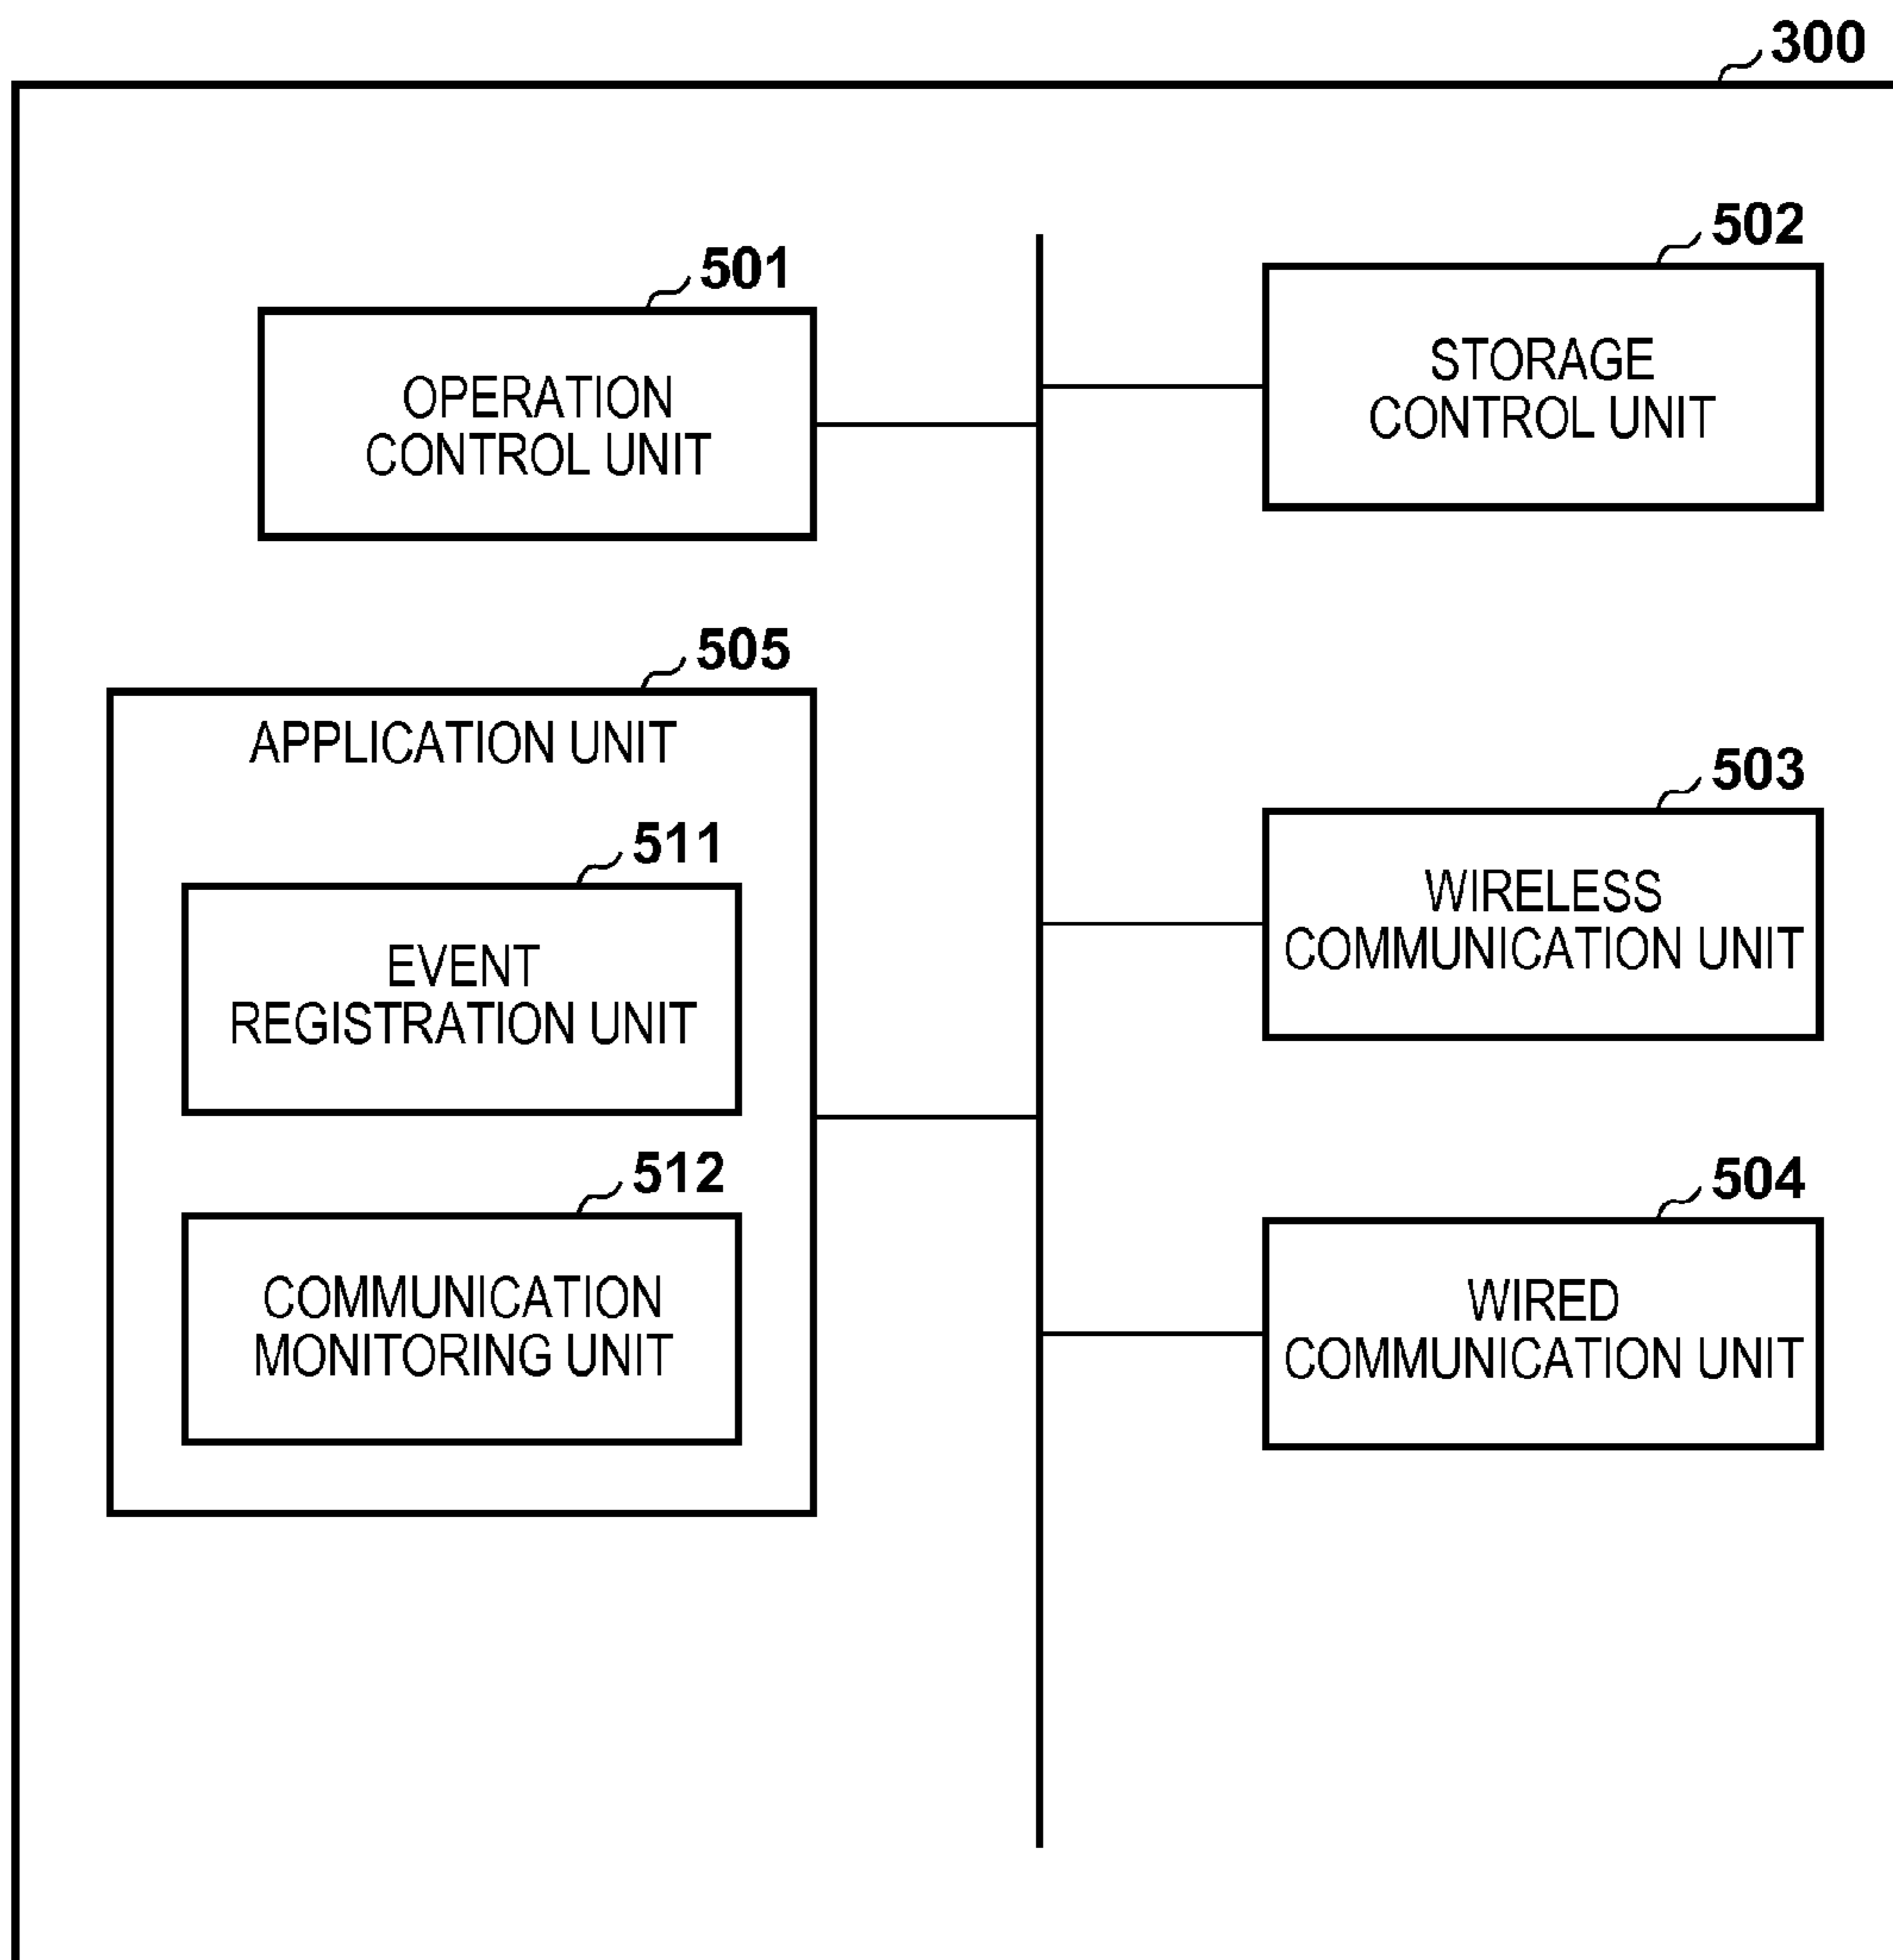 300
501
OPERATION
CONTROL UNIT
502
STORAGE
CONTROL UNIT
505
APPLICATION UNIT
511
EVENT
REGISTRATION UNIT
512
COMMUNICATION
MONITORING UNIT
503
WIRELESS
COMMUNICATION UNIT
504
WIRED
COMMUNICATION UNIT